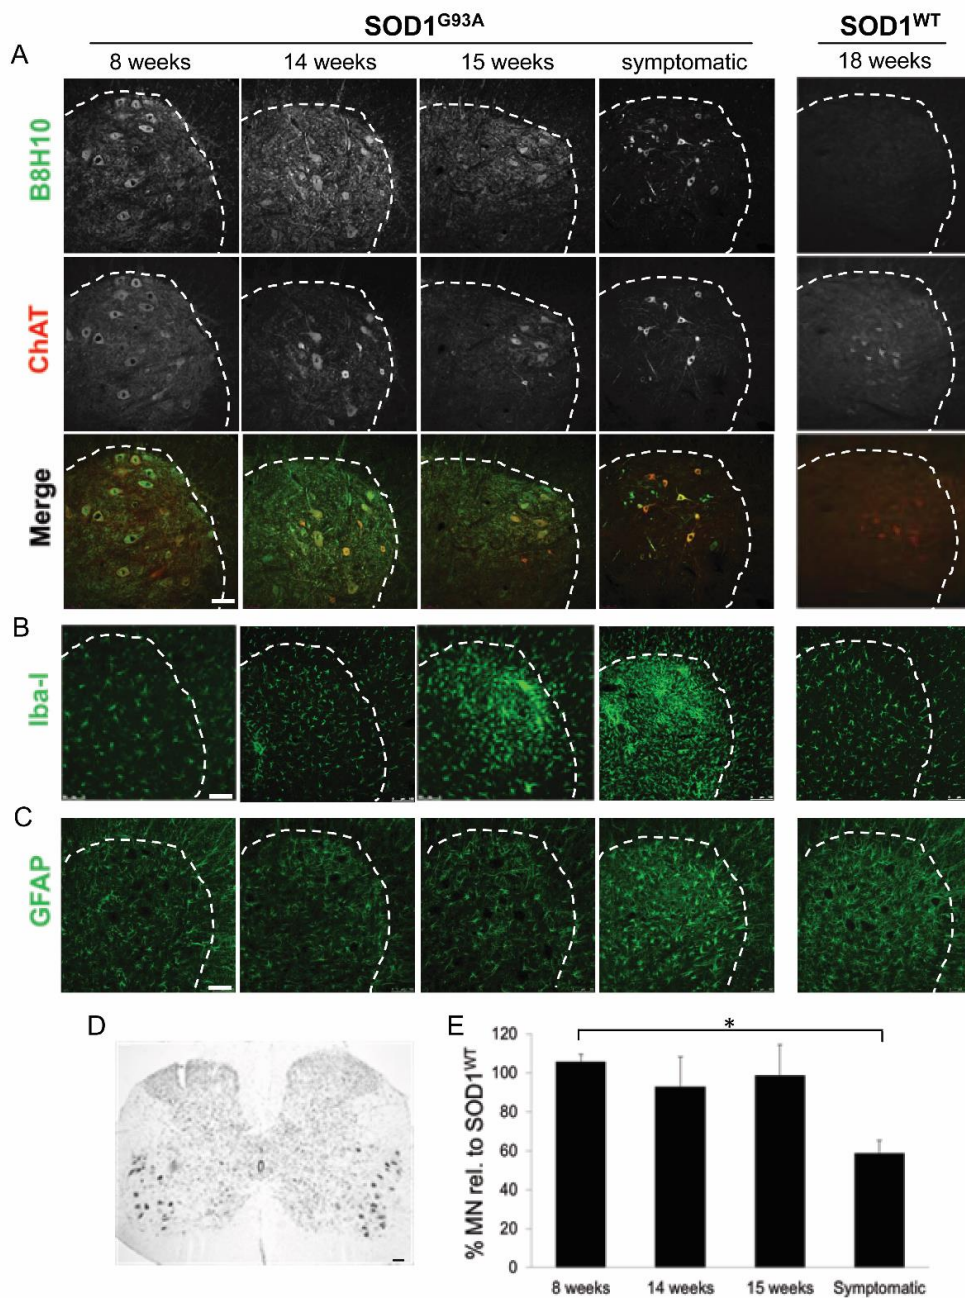 SOD1G93A SOD1WT
A 8 weeks 14 weeks 15 weeks symptomatic 18 weeks
B8H10
ChAT
Merge
B
Iba-I
C
GFAP
D
E
*
% MN rel. to SOD1WT
120
100
80
60
40
20
0
8 weeks 14 weeks 15 weeks Symptomatic